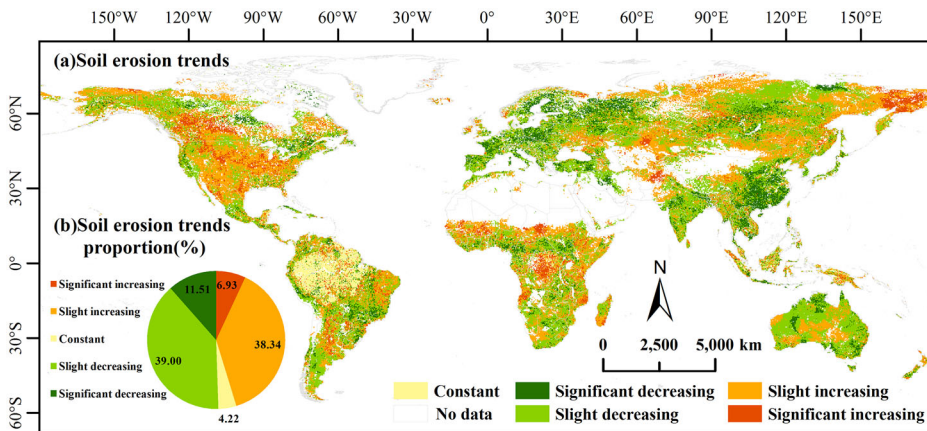 150°W 120°W 90°W 60°W 30°W 0° 30°E 60°E 90°E 120°E 150°E
(a)Soil erosion trends
60°N
30°N
0°
30°S
60°S
(b)Soil erosion trends
proportion(%)
Significant increasing
Slight increasing
Constant
Slight decreasing
Significant decreasing
11.51
6.93
39.00
38.34
4.22
N
0 2,500 5,000 km
Constant
Significant decreasing
Slight increasing
No data
Slight decreasing
Significant increasing